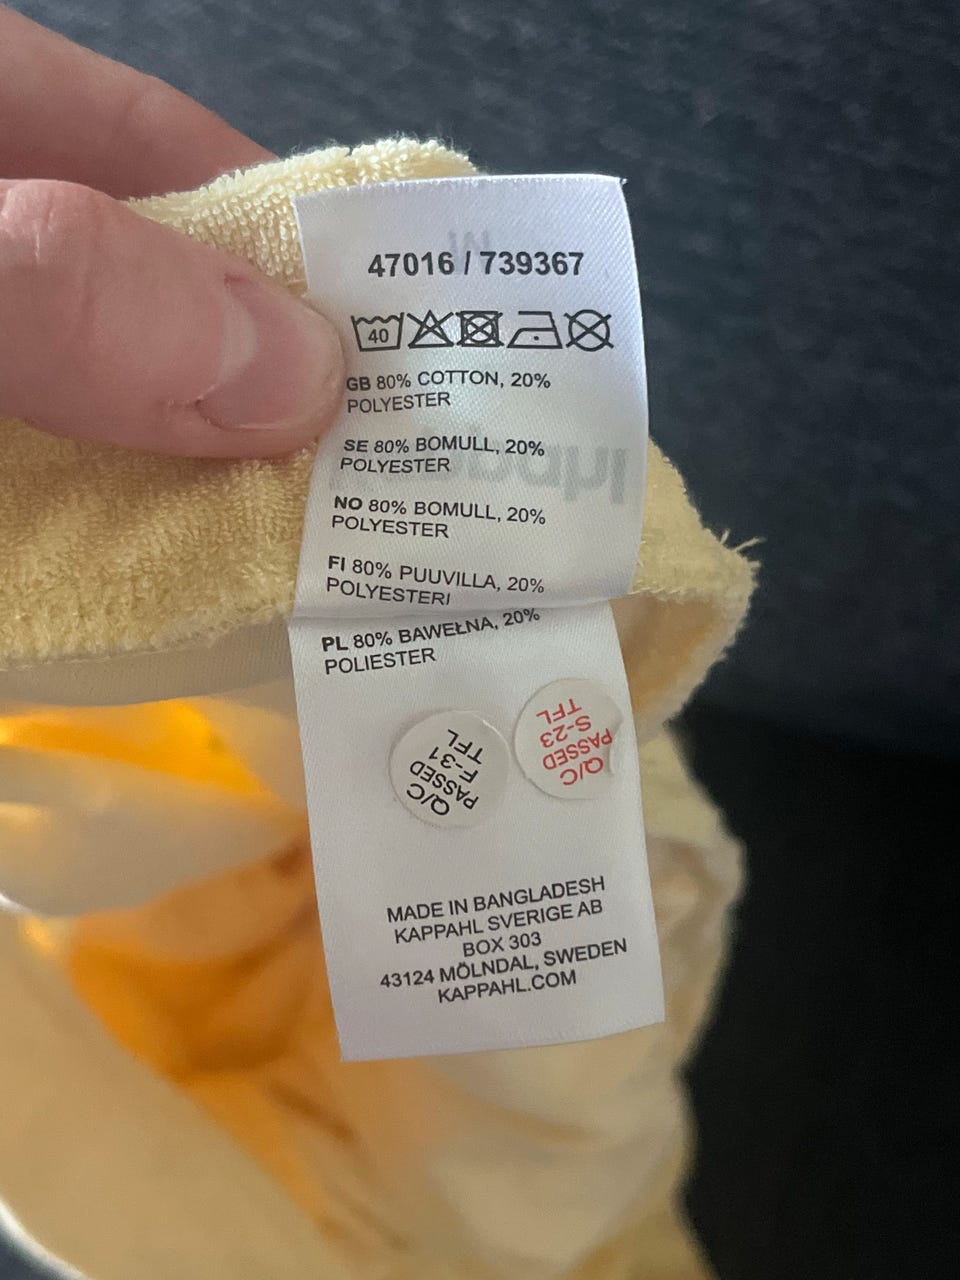 47016 / 739367
40
GB 80% COTTON, 20%
POLYESTER
SE 80% BOMULL, 20%
POLYESTER
NO 80% BOMULL, 20%
POLYESTER
FI 80% PUUVILLA, 20%
POLYESTERI
PL 80% BAWEŁNA, 20%
POLIESTER
Q/C
PASSED
F-31
TFL
Q/C
PASSED
S-23
TFL
MADE IN BANGLADESH
KAPPAHL SVERIGE AB
BOX 303
43124 MÖLNDAL, SWEDEN
KAPPAHL.COM